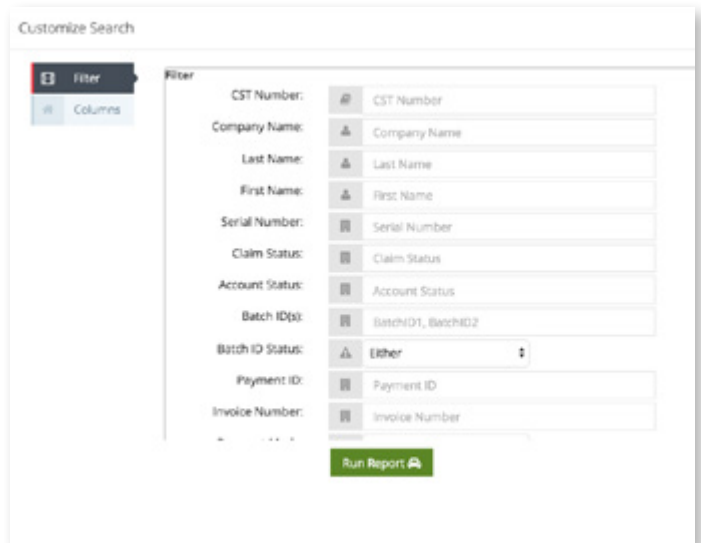 Customize Search
Filter
Columns
Filter
CST Number: CST Number
Company Name: Company Name
Last Name: Last Name
First Name: First Name
Serial Number: Serial Number
Claim Status: Claim Status
Account Status: Account Status
Batch ID(s): BatchID1, BatchID2
Batch ID Status: Either
Payment ID: Payment ID
Invoice Number: Invoice Number
Run Report